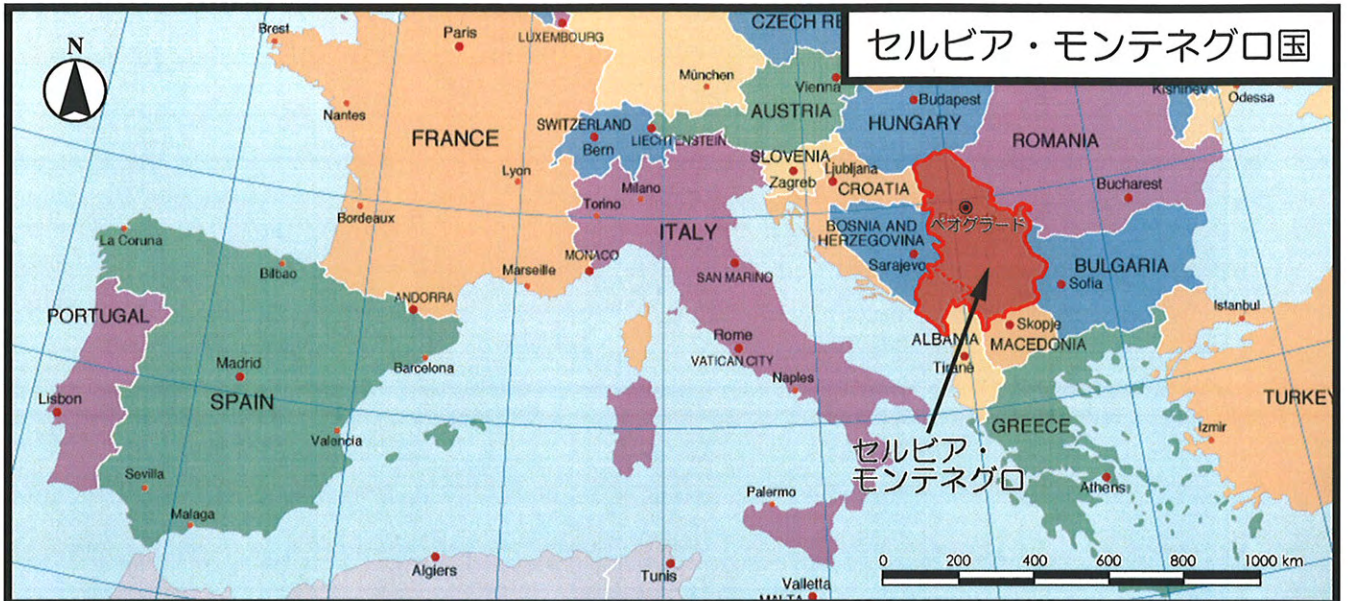 セルビア・モンテネグロ国
N
Brest
Paris
LUXEMBOURG
CZECH RE
München
Vienna
AUSTRIA
Budapest
HUNGARY
Kishinev
Odessa
Nantes
FRANCE
SWITZERLAND
Bern
LIECHTENSTEIN
ROMANIA
SLOVENIA
Ljubljana
Zagreb
CROATIA
Lyon
Milano
Torino
Bucharest
Bordeaux
ITALY
BOSNIA AND
HERZEGOVINA
ベオグラード
La Coruna
Bilbao
MONACO
Marseille
SAN MARINO
Sarajevo
BULGARIA
Sofia
ANDORRA
PORTUGAL
Istanbul
Skopje
ALBANIA
MACEDONIA
Rome
VATICAN CITY
Tiranë
Madrid
Barcelona
Naples
Lisbon
SPAIN
TURKEY
GREECE
Izmir
Valencia
セルビア・
モンテネグロ
Sevilla
Athens
Palermo
Malaga
0 200 400 600 800 1000 km
Algiers
Tunis
Valletta
MALTA